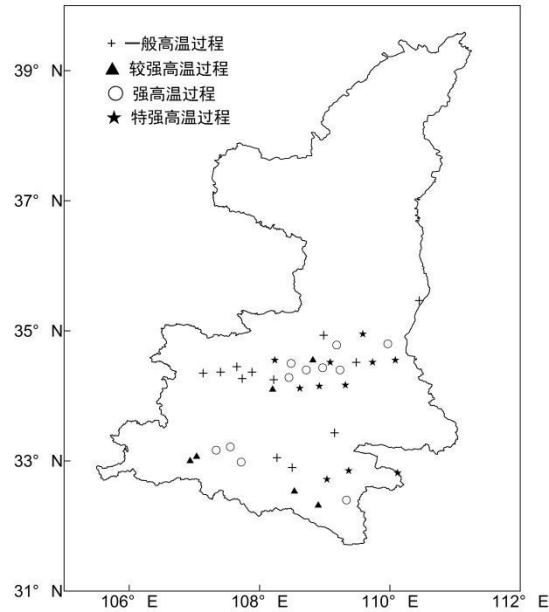 + 一般高温过程
▲ 较强高温过程
○ 强高温过程
★ 特强高温过程
39° N
37° N
35° N
33° N
31° N
106° E
108° E
110° E
112° E